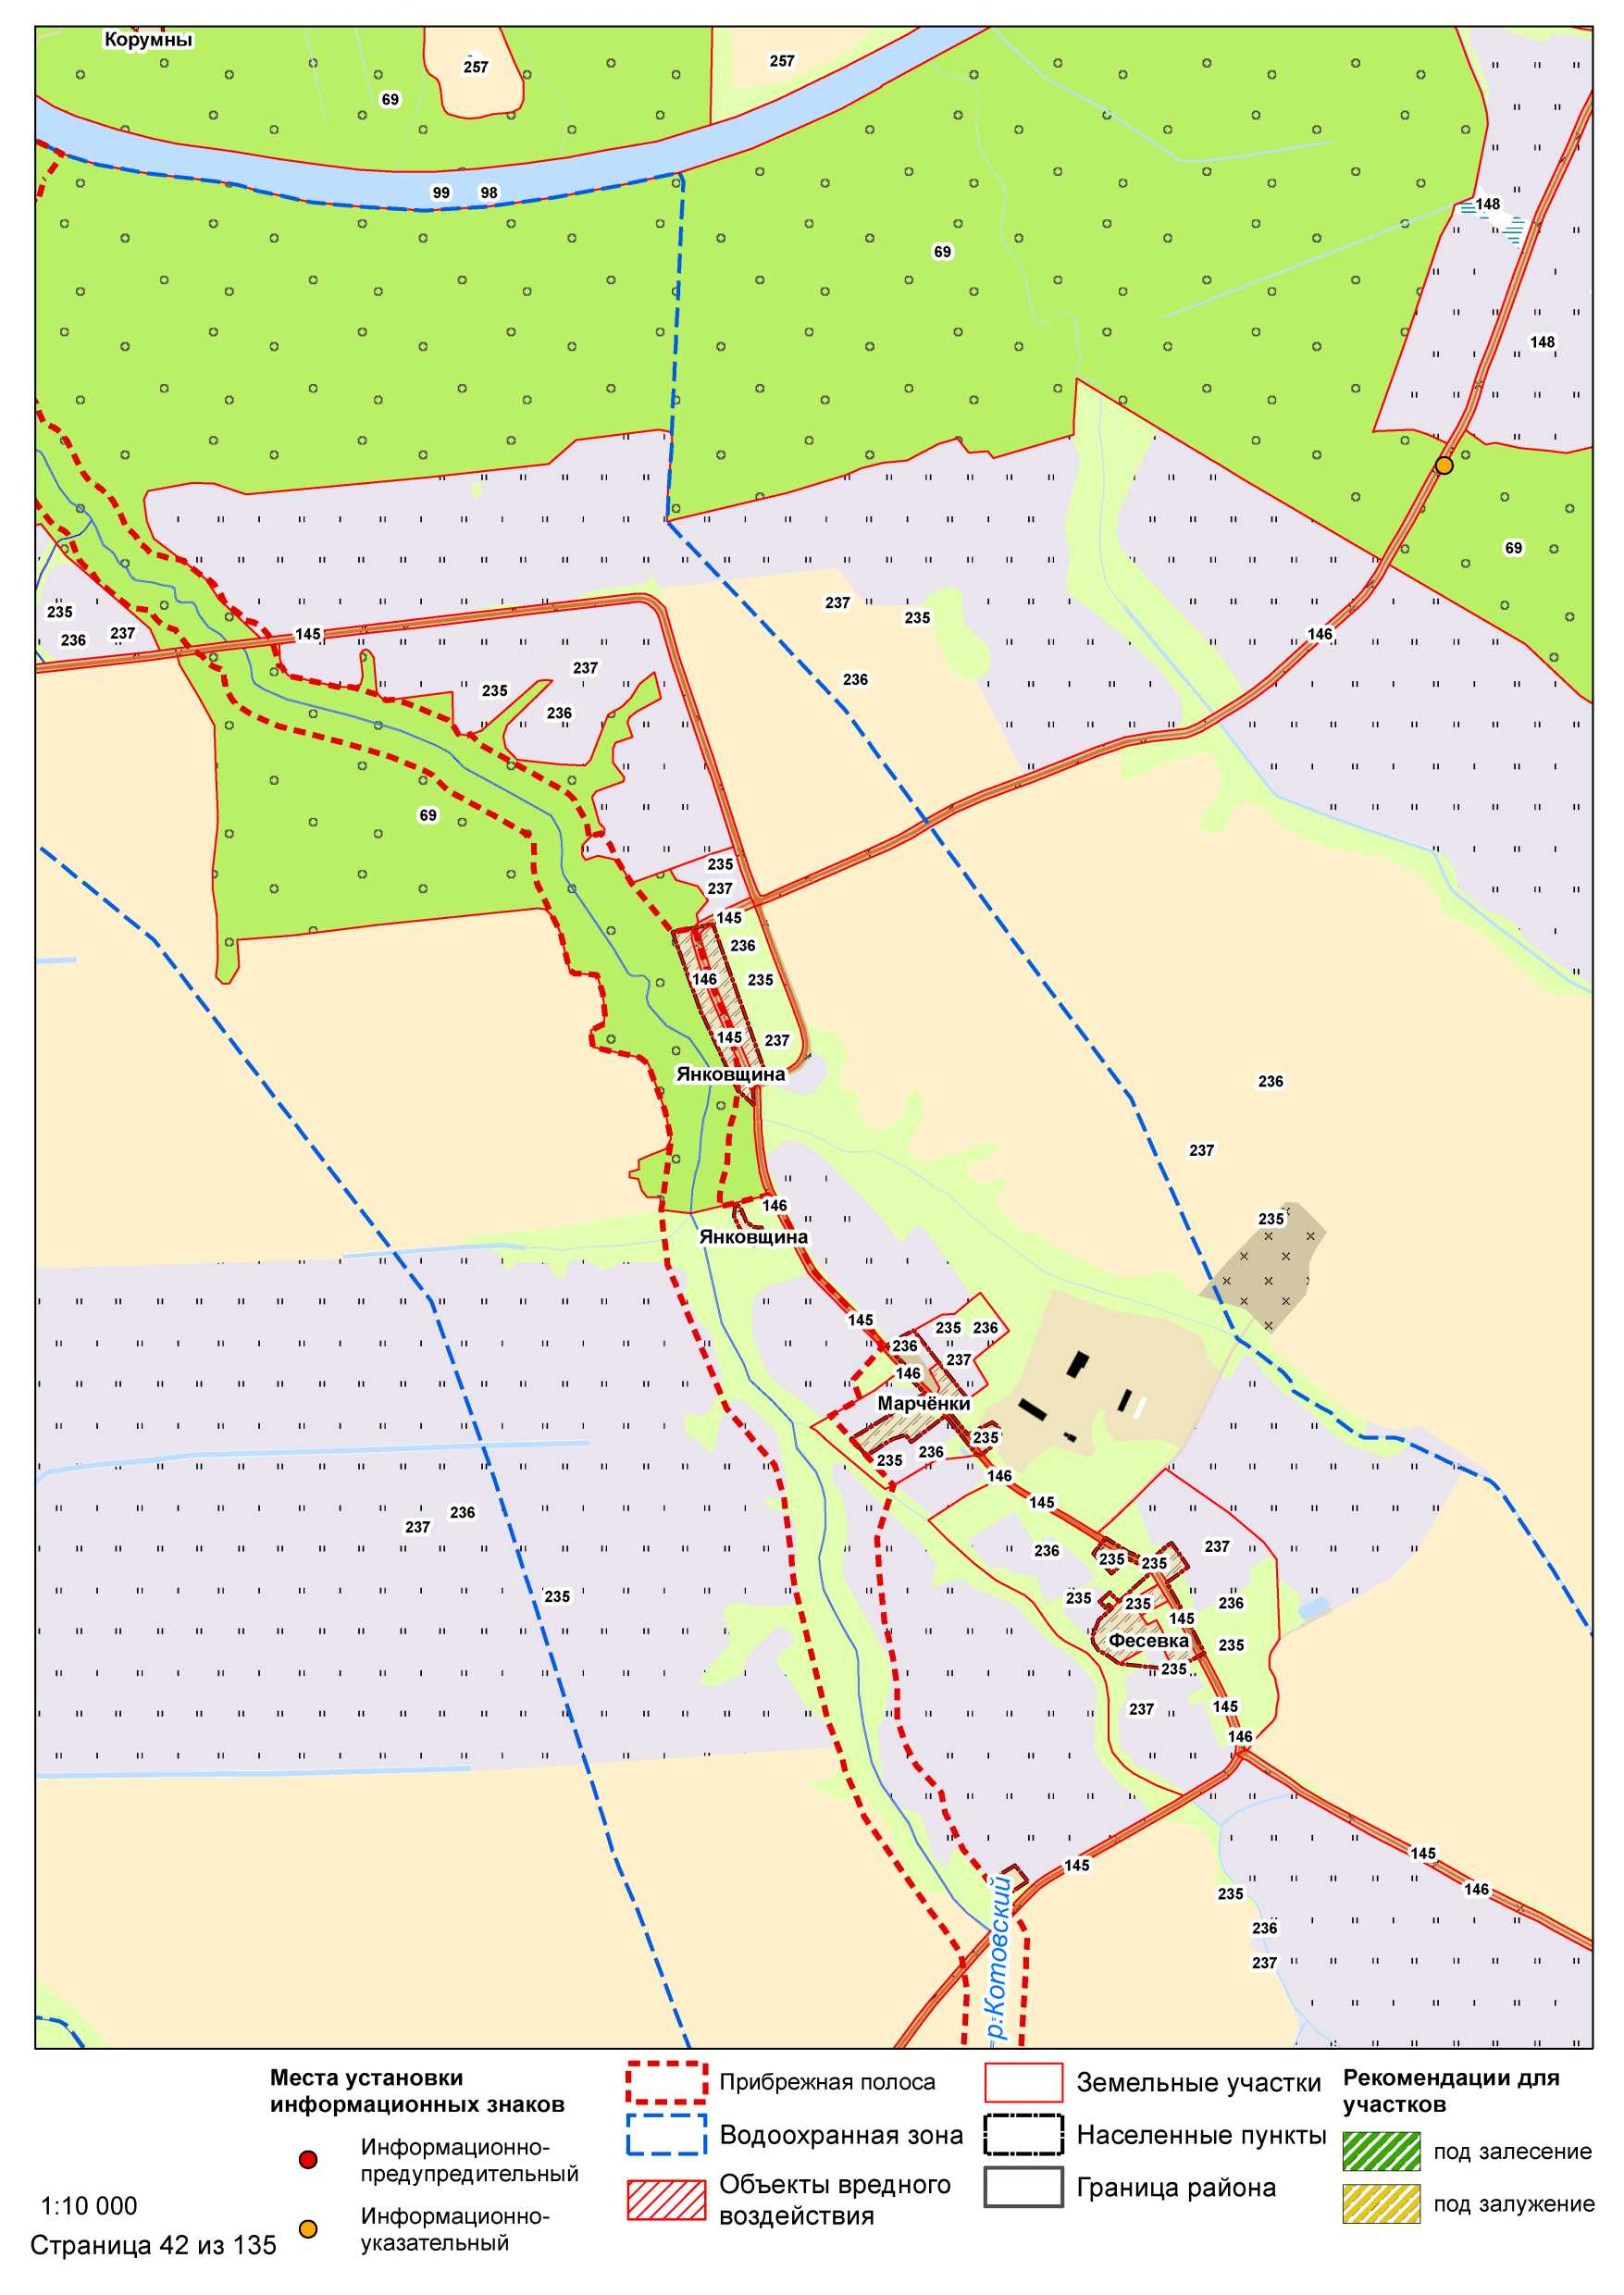 Корумны
257
257
69
99 98
148
69
148
69
235
236
237
145
237
235
236
237
235
236
146
69
235
237
145
236
146
235
145
237
Янковщина
236
237
235
146
Янковщина
145
235 236
236
237
146
Марчёнки
235
236
235
146
145
237
236
235
236
235
237
235
235
235
145
236
Фесевка
235
235
237
145
146
145
145
146
235
236
237
р.Котовский
Места установки
информационных знаков
Информационно-
предупредительный
Информационно-
указательный
Прибрежная полоса
Водоохранная зона
Объекты вредного
воздействия
Земельные участки
Населенные пункты
Граница района
Рекомендации для
участков
под залесение
под залужение
1:10 000
Страница 42 из 135